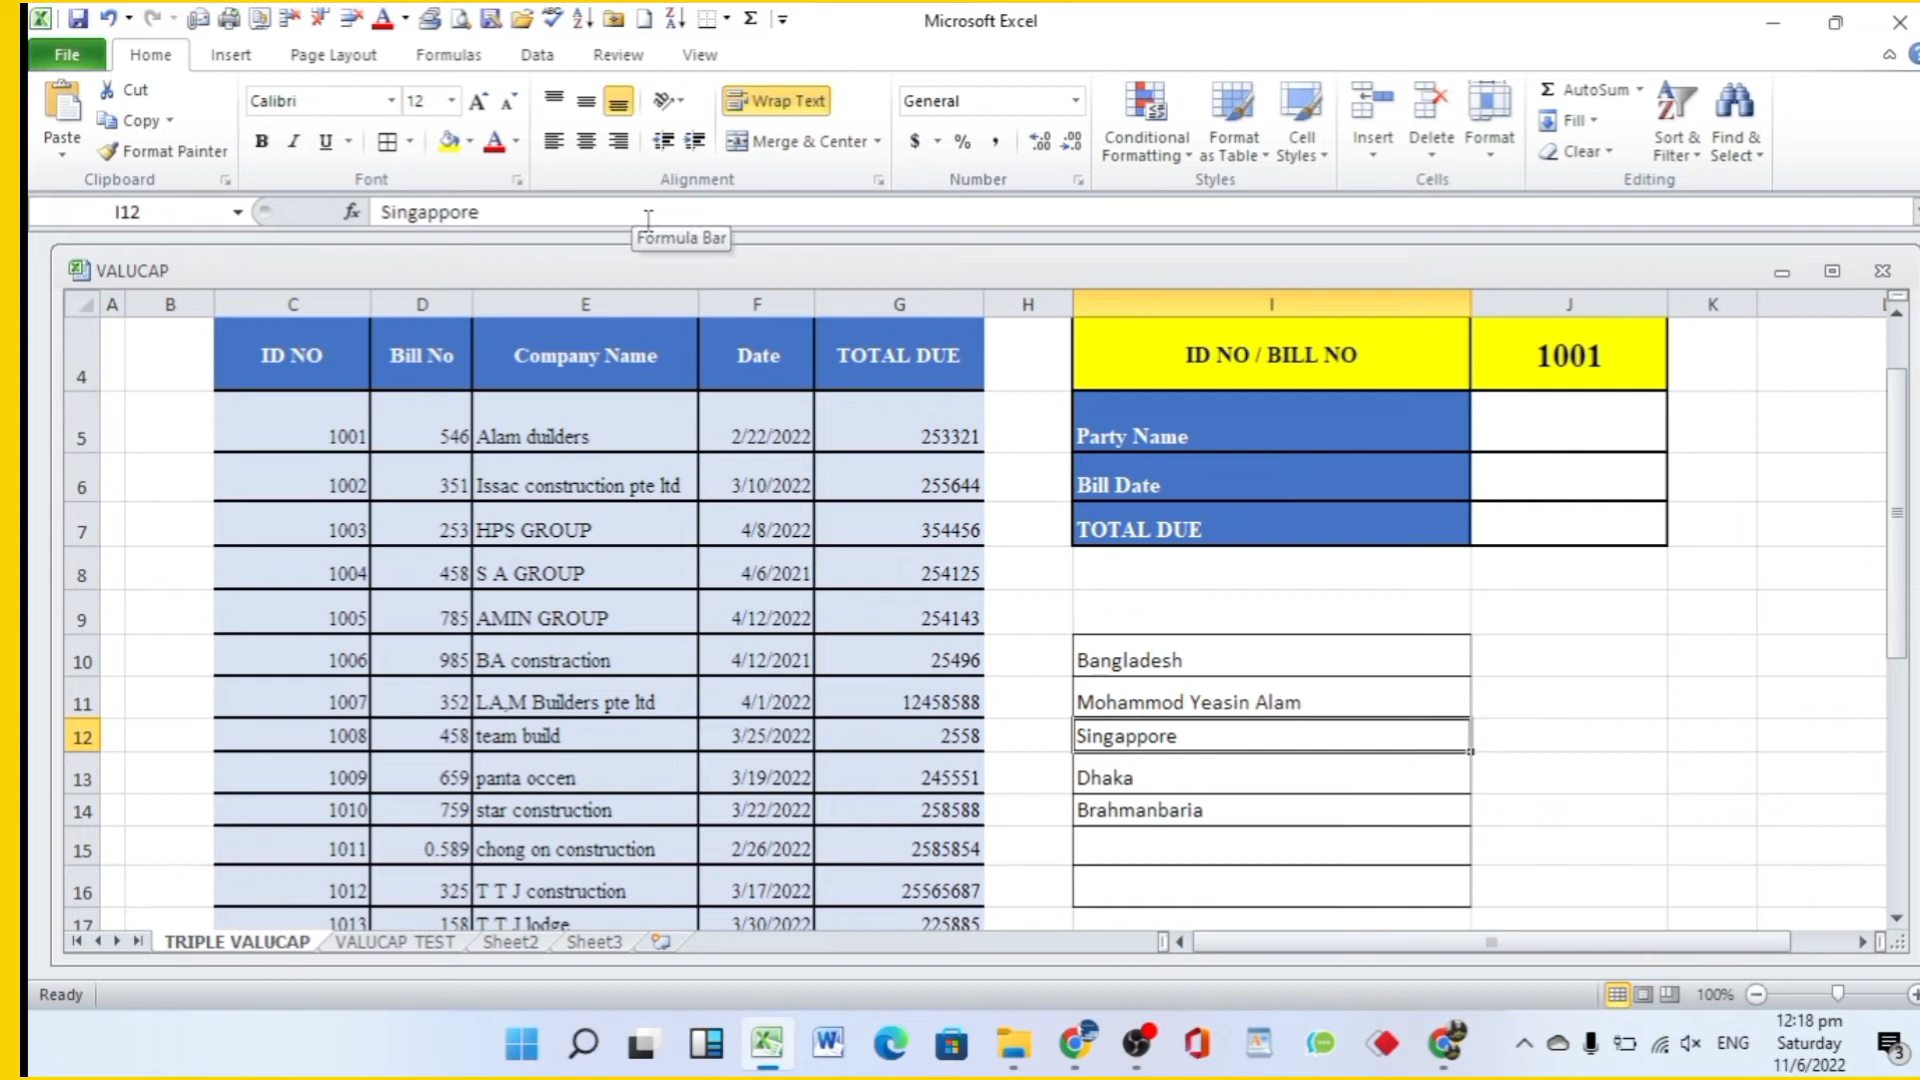 Microsoft Excel
File Home Insert Page Layout Formulas Data Review View
Cut
Copy
Format Painter
Paste
Clipboard
Calibri 12
B I U
Font
Wrap Text
Merge & Center
Alignment
General
$ % ,
Number
Conditional Formatting
Format as Table
Cell Styles
Styles
Insert Delete Format
Cells
Σ AutoSum
Fill
Clear
Sort & Filter
Find & Select
Editing
I12 fx Singappore
Formula Bar
VALUCAP
A B C D E F G H I J K
4 ID NO Bill No Company Name Date TOTAL DUE ID NO / BILL NO 1001
5 1001 546 Alam duilders 2/22/2022 253321 Party Name
6 1002 351 Issac construction pte ltd 3/10/2022 255644 Bill Date
7 1003 253 HPS GROUP 4/8/2022 354456 TOTAL DUE
8 1004 458 S A GROUP 4/6/2021 254125
9 1005 785 AMIN GROUP 4/12/2022 254143
10 1006 985 BA constraction 4/12/2021 25496 Bangladesh
11 1007 352 LA,M Builders pte ltd 4/1/2022 12458588 Mohammod Yeasin Alam
12 1008 458 team build 3/25/2022 2558 Singappore
13 1009 659 panta occen 3/19/2022 245551 Dhaka
14 1010 759 star construction 3/22/2022 258588 Brahmanbaria
15 1011 0.589 chong on construction 2/26/2022 2585854
16 1012 325 T T J construction 3/17/2022 25565687
17 1013 158 T T J lodge 3/30/2022 225885
TRIPLE VALUCAP VALUCAP TEST Sheet2 Sheet3
Ready 100%
ENG
12:18 pm
Saturday
11/6/2022
3